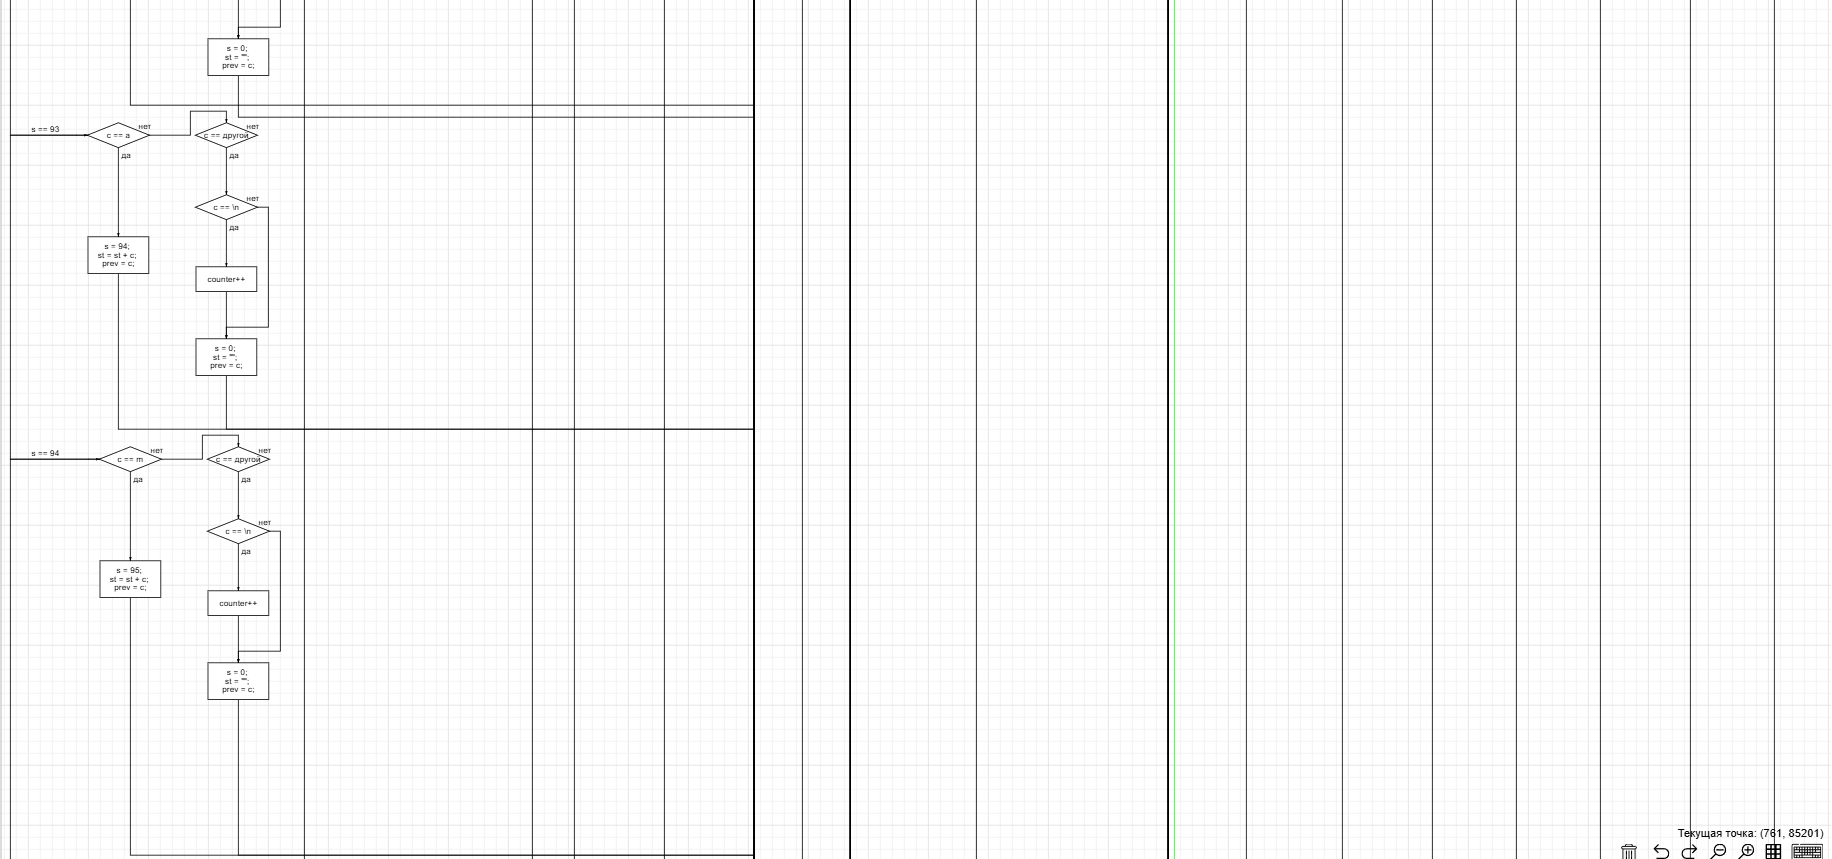 s = 0;
st = "";
prev = c;
s == 93
c == a
нет
да
c == другой
нет
да
c == \n
нет
да
s = 94;
st = st + c;
prev = c;
counter++
s = 0;
st = "";
prev = c;
s == 94
c == m
нет
да
c == другой
нет
да
c == \n
нет
да
s = 95;
st = st + c;
prev = c;
counter++
s = 0;
st = "";
prev = c;
Текущая точка: (761, 85201)